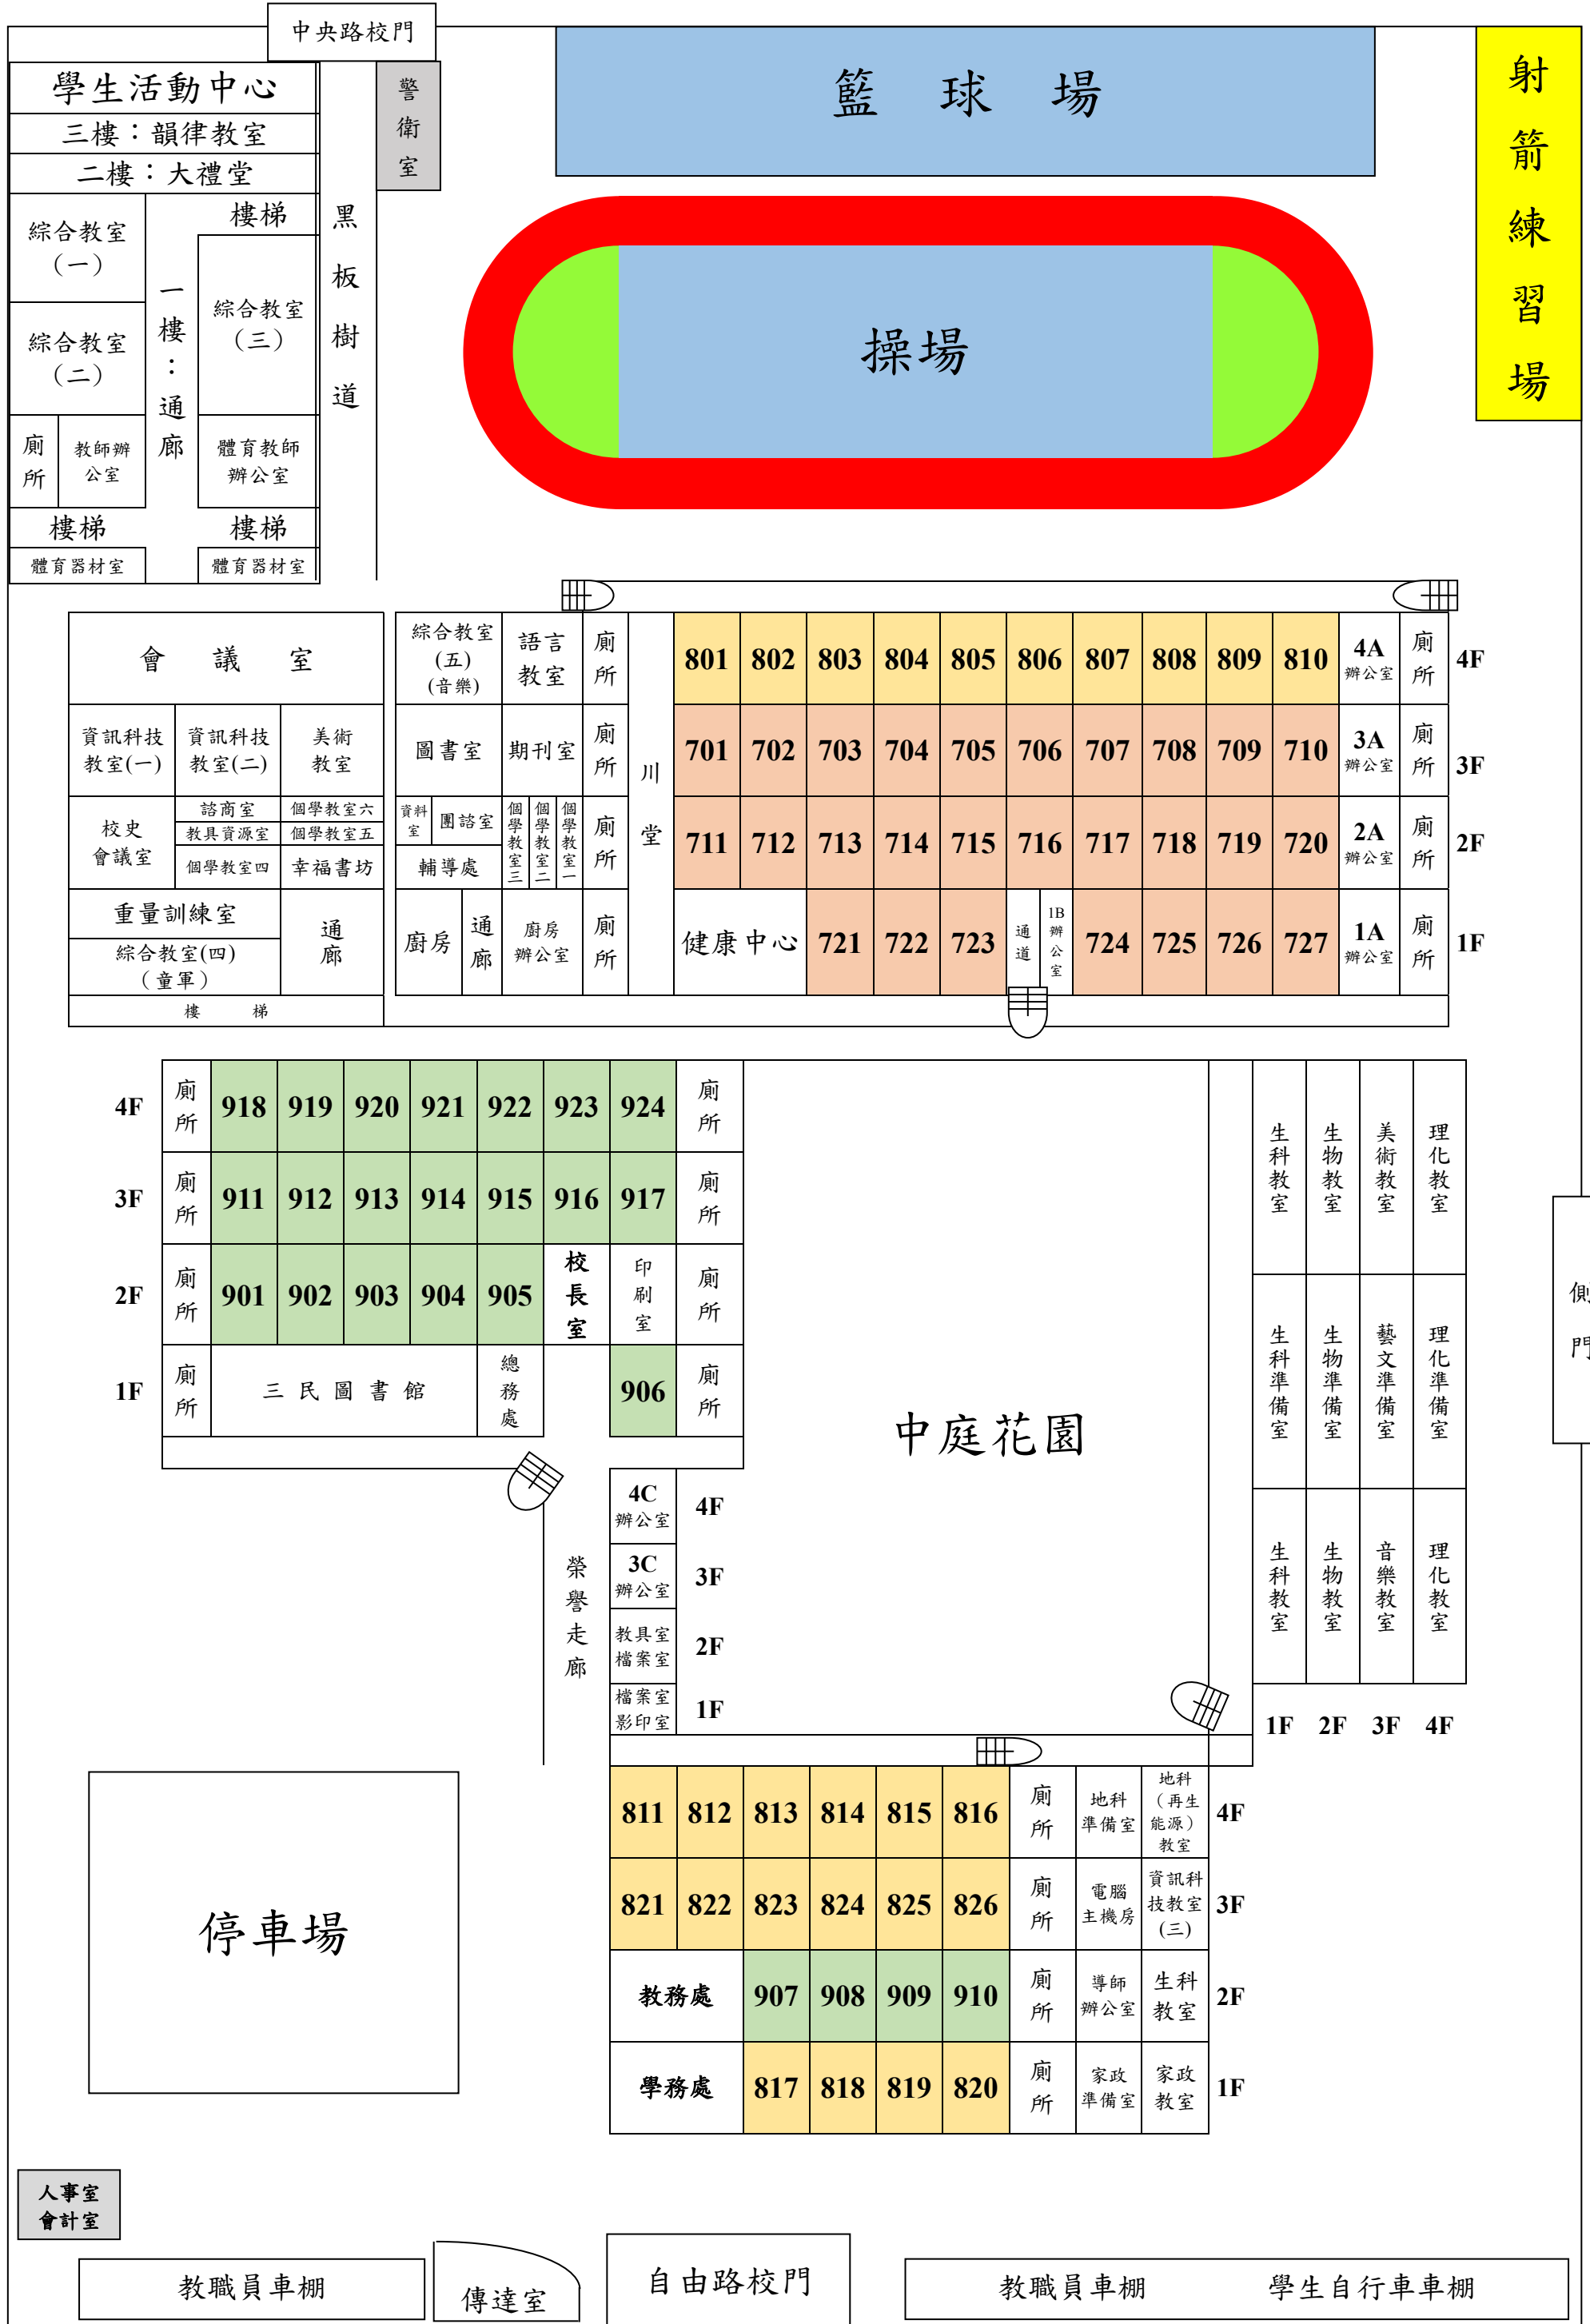 中央路校門
學生活動中心
三樓：韻律教室
二樓：大禮堂
綜合教室
（一）
綜合教室
（二）
廁所
教師辦
公室
樓梯
體育器材室
一樓：通廊
樓梯
綜合教室
（三）
體育教師
辦公室
樓梯
體育器材室
黑板樹道
警衛室
籃球場
操場
射箭練習場
會議室
資訊科技
教室(一)
資訊科技
教室(二)
美術
教室
校史
會議室
諮商室
教具資源室
個學教室四
個學教室六
個學教室五
幸福書坊
重量訓練室
綜合教室(四)
（童軍）
通廊
樓梯
綜合教室
(五)
(音樂)
語言
教室
廁所
圖書室
期刊室
廁所
資料
室
團諮室
輔導處
個學教室三
個學教室二
個學教室一
廁所
廚房
通廊
廚房
辦公室
廁所
川堂
801 802 803 804 805 806 807 808 809 810
4A
辦公室
廁所
4F
701 702 703 704 705 706 707 708 709 710
3A
辦公室
廁所
3F
711 712 713 714 715 716 717 718 719 720
2A
辦公室
廁所
2F
健康中心 721 722 723
通道
1B
辦公室
724 725 726 727
1A
辦公室
廁所
1F
4F
廁所
918 919 920 921 922 923 924
廁所
3F
廁所
911 912 913 914 915 916 917
廁所
2F
廁所
901 902 903 904 905
校長室
印刷室
廁所
1F
廁所
三民圖書館
總務處
906
廁所
中庭花園
生科教室
生物教室
美術教室
理化教室
生科準備室
生物準備室
藝文準備室
理化準備室
生科教室
生物教室
音樂教室
理化教室
1F 2F 3F 4F
側門
4C
辦公室
4F
3C
辦公室
3F
教具室
檔案室
2F
檔案室
影印室
1F
榮譽走廊
停車場
811 812 813 814 815 816
廁所
地科
準備室
地科
（再生
能源）
教室
4F
821 822 823 824 825 826
廁所
電腦
主機房
資訊科
技教室
(三)
3F
教務處 907 908 909 910
廁所
導師
辦公室
生科
教室
2F
學務處 817 818 819 820
廁所
家政
準備室
家政
教室
1F
人事室
會計室
教職員車棚
傳達室
自由路校門
教職員車棚 學生自行車車棚